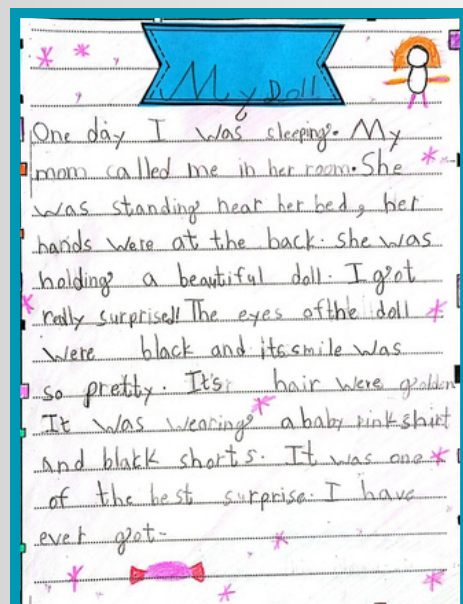 My Doll
One day I was sleeping. My
mom called me in her room. She
was standing near her bed, her
hands were at the back. She was
holding a beautiful doll. I got
really surprised! The eyes of the doll
were black and its smile was
so pretty. It's hair were golden
It was wearing a baby pink shirt
and black shorts. It was one
of the best surprise. I have
ever got.